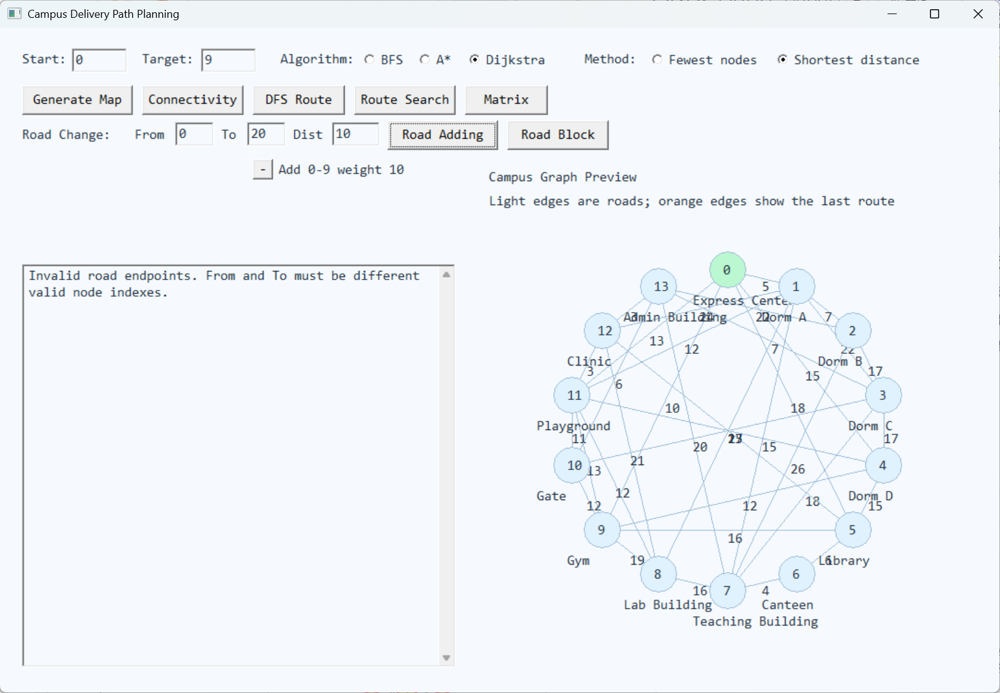 Campus Delivery Path Planning
Start: 0 Target: 9 Algorithm: BFS A* Dijkstra Method: Fewest nodes Shortest distance
Generate Map Connectivity DFS Route Route Search Matrix
Road Change: From 0 To 20 Dist 10 Road Adding Road Block
- Add 0-9 weight 10
Campus Graph Preview
Light edges are roads; orange edges show the last route
Invalid road endpoints. From and To must be different
valid node indexes.
0
13 5 1
Express Cente
Admin Building Dorm A 7
12 2
13
12 7 22
Clinic Dorm B
3 17
15
6
11 3
10 18
Playground Dorm C
11 17
20 15
21
10 13 26 4
12
Gate Dorm D
12 12 18 15
9 5
16
Gym 19 Library
8 6
16 7 4
Lab Building Canteen
Teaching Building